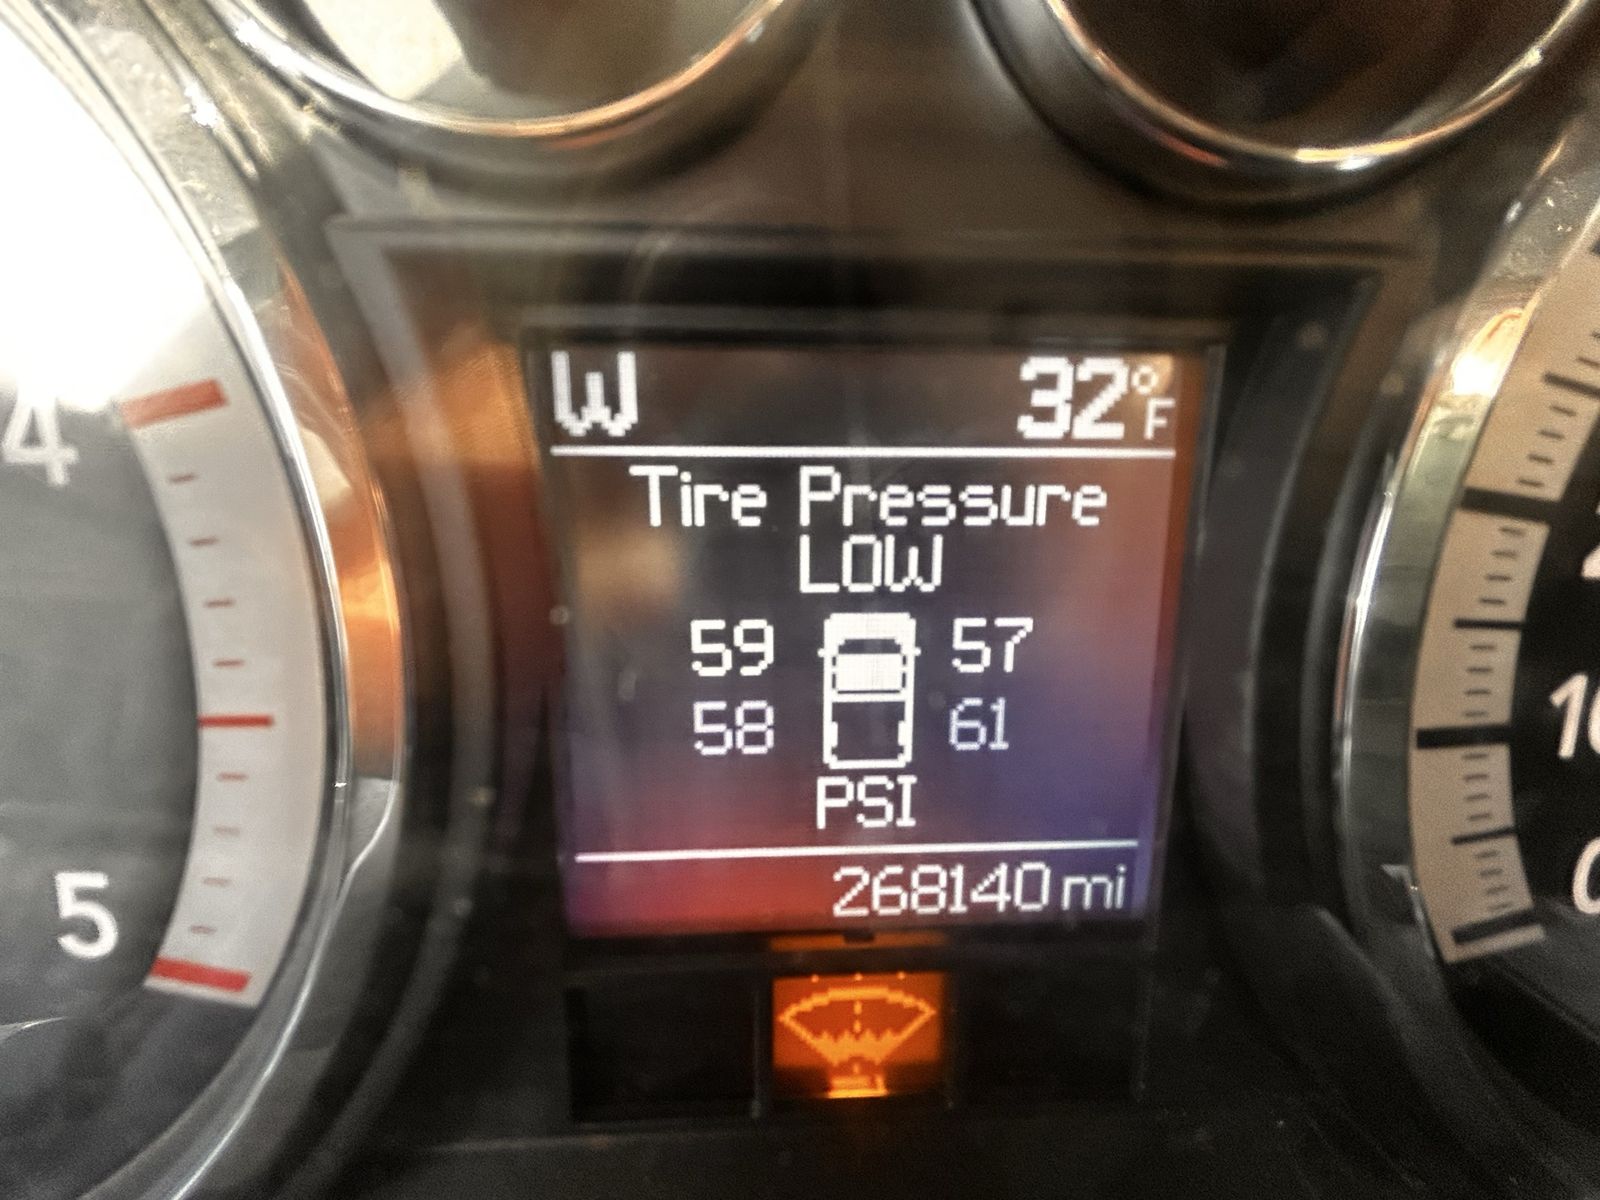 W 32°F
Tire Pressure
LOW
59 57
58 61
PSI
268140 mi
4
5